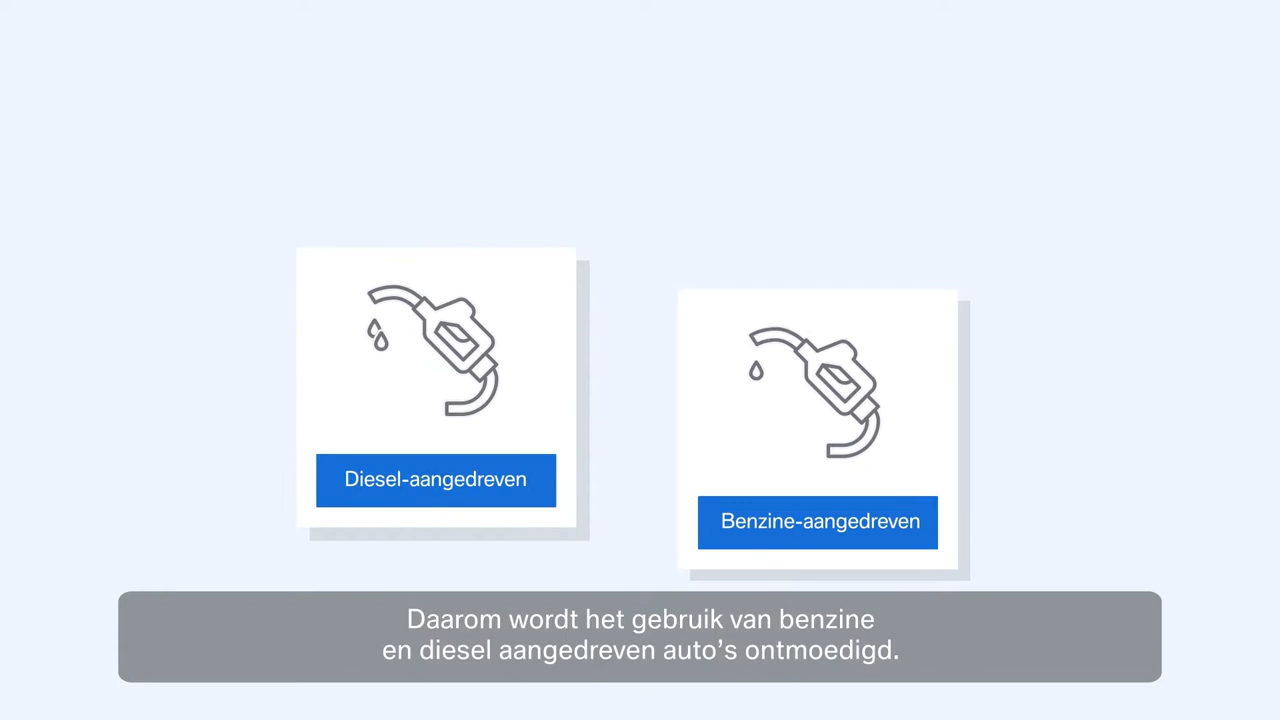 Diesel-aangedreven
Benzine-aangedreven
Daarom wordt het gebruik van benzine
en diesel aangedreven auto’s ontmoedigd.